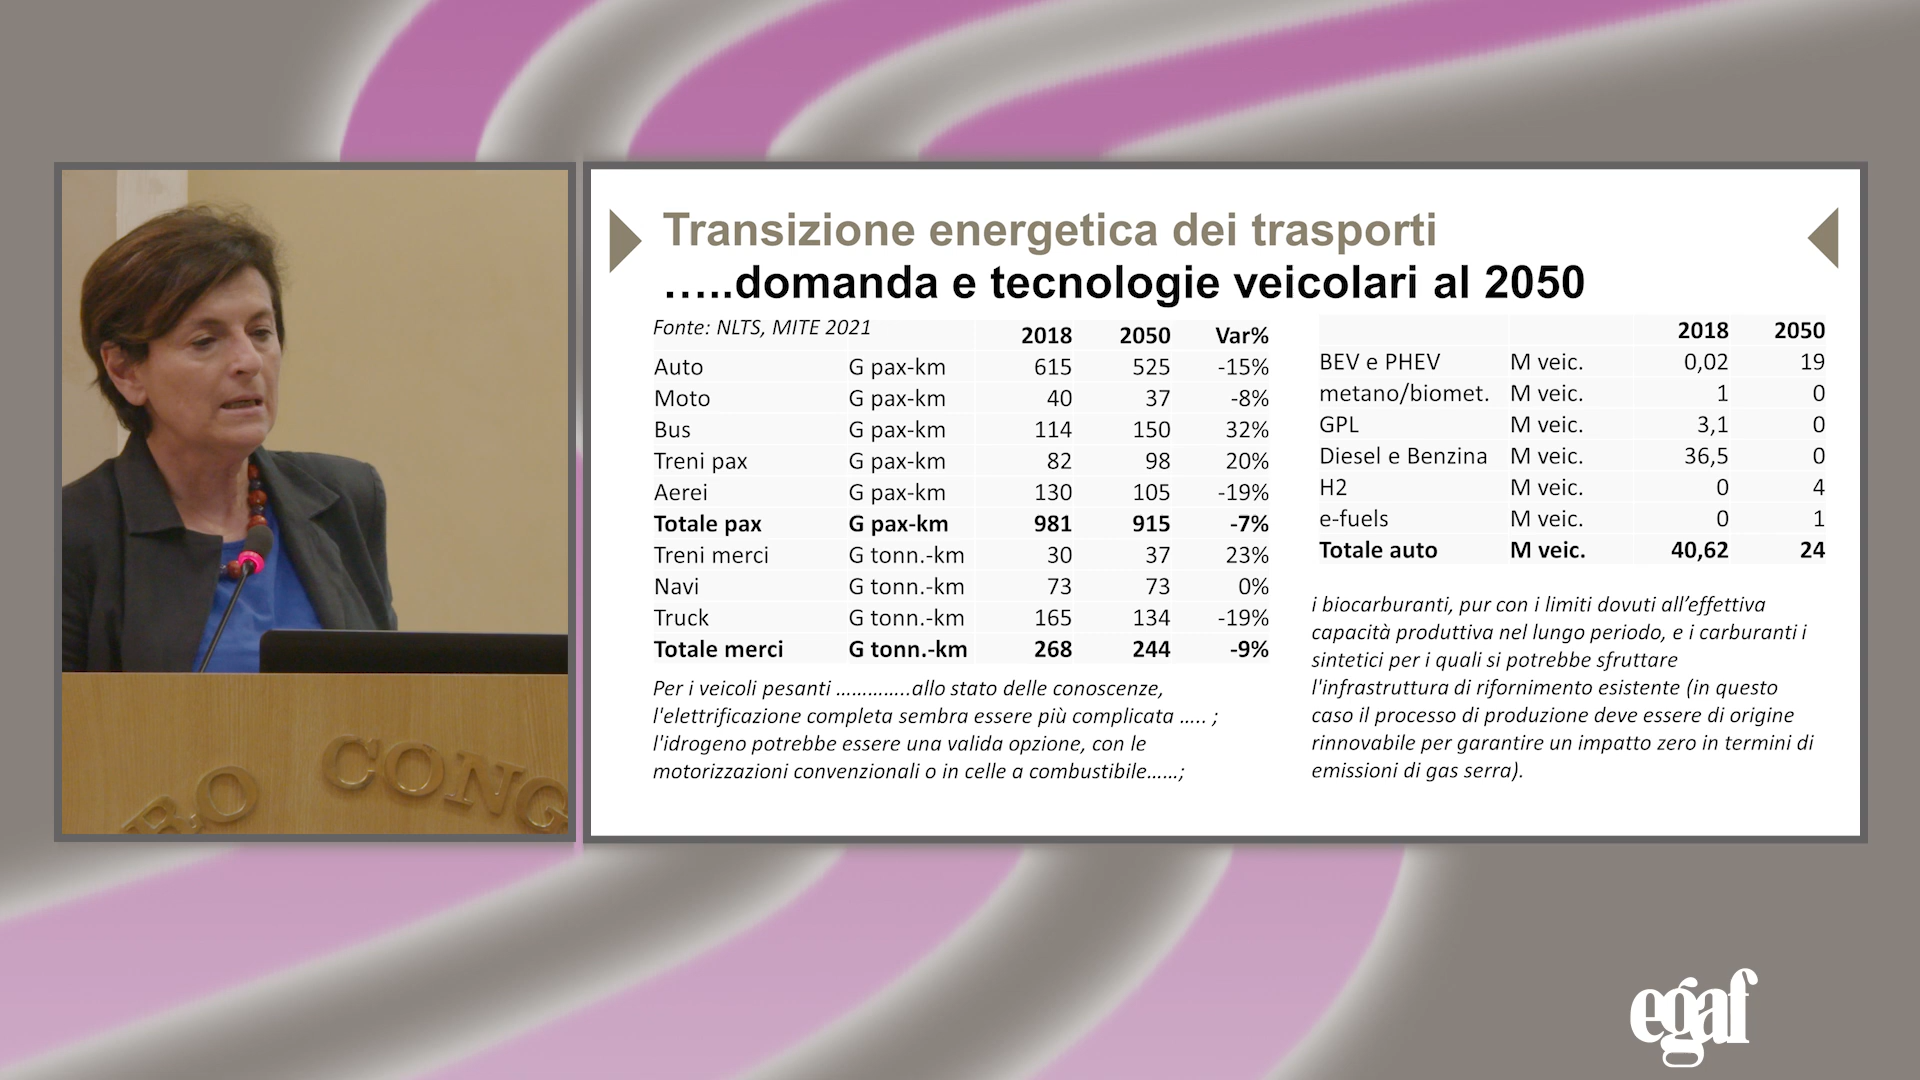 Transizione energetica dei trasporti
…..domanda e tecnologie veicolari al 2050
Fonte: NLTS, MITE 2021 2018 2050 Var%
Auto G pax-km 615 525 -15%
Moto G pax-km 40 37 -8%
Bus G pax-km 114 150 32%
Treni pax G pax-km 82 98 20%
Aerei G pax-km 130 105 -19%
Totale pax G pax-km 981 915 -7%
Treni merci G tonn.-km 30 37 23%
Navi G tonn.-km 73 73 0%
Truck G tonn.-km 165 134 -19%
Totale merci G tonn.-km 268 244 -9%
Per i veicoli pesanti …………..allo stato delle conoscenze,
l'elettrificazione completa sembra essere più complicata ….. ;
l'idrogeno potrebbe essere una valida opzione, con le
motorizzazioni convenzionali o in celle a combustibile……;
2018 2050
BEV e PHEV M veic. 0,02 19
metano/biomet. M veic. 1 0
GPL M veic. 3,1 0
Diesel e Benzina M veic. 36,5 0
H2 M veic. 0 4
e-fuels M veic. 0 1
Totale auto M veic. 40,62 24
i biocarburanti, pur con i limiti dovuti all’effettiva
capacità produttiva nel lungo periodo, e i carburanti i
sintetici per i quali si potrebbe sfruttare
l'infrastruttura di rifornimento esistente (in questo
caso il processo di produzione deve essere di origine
rinnovabile per garantire un impatto zero in termini di
emissioni di gas serra).
RO CONG
egaf